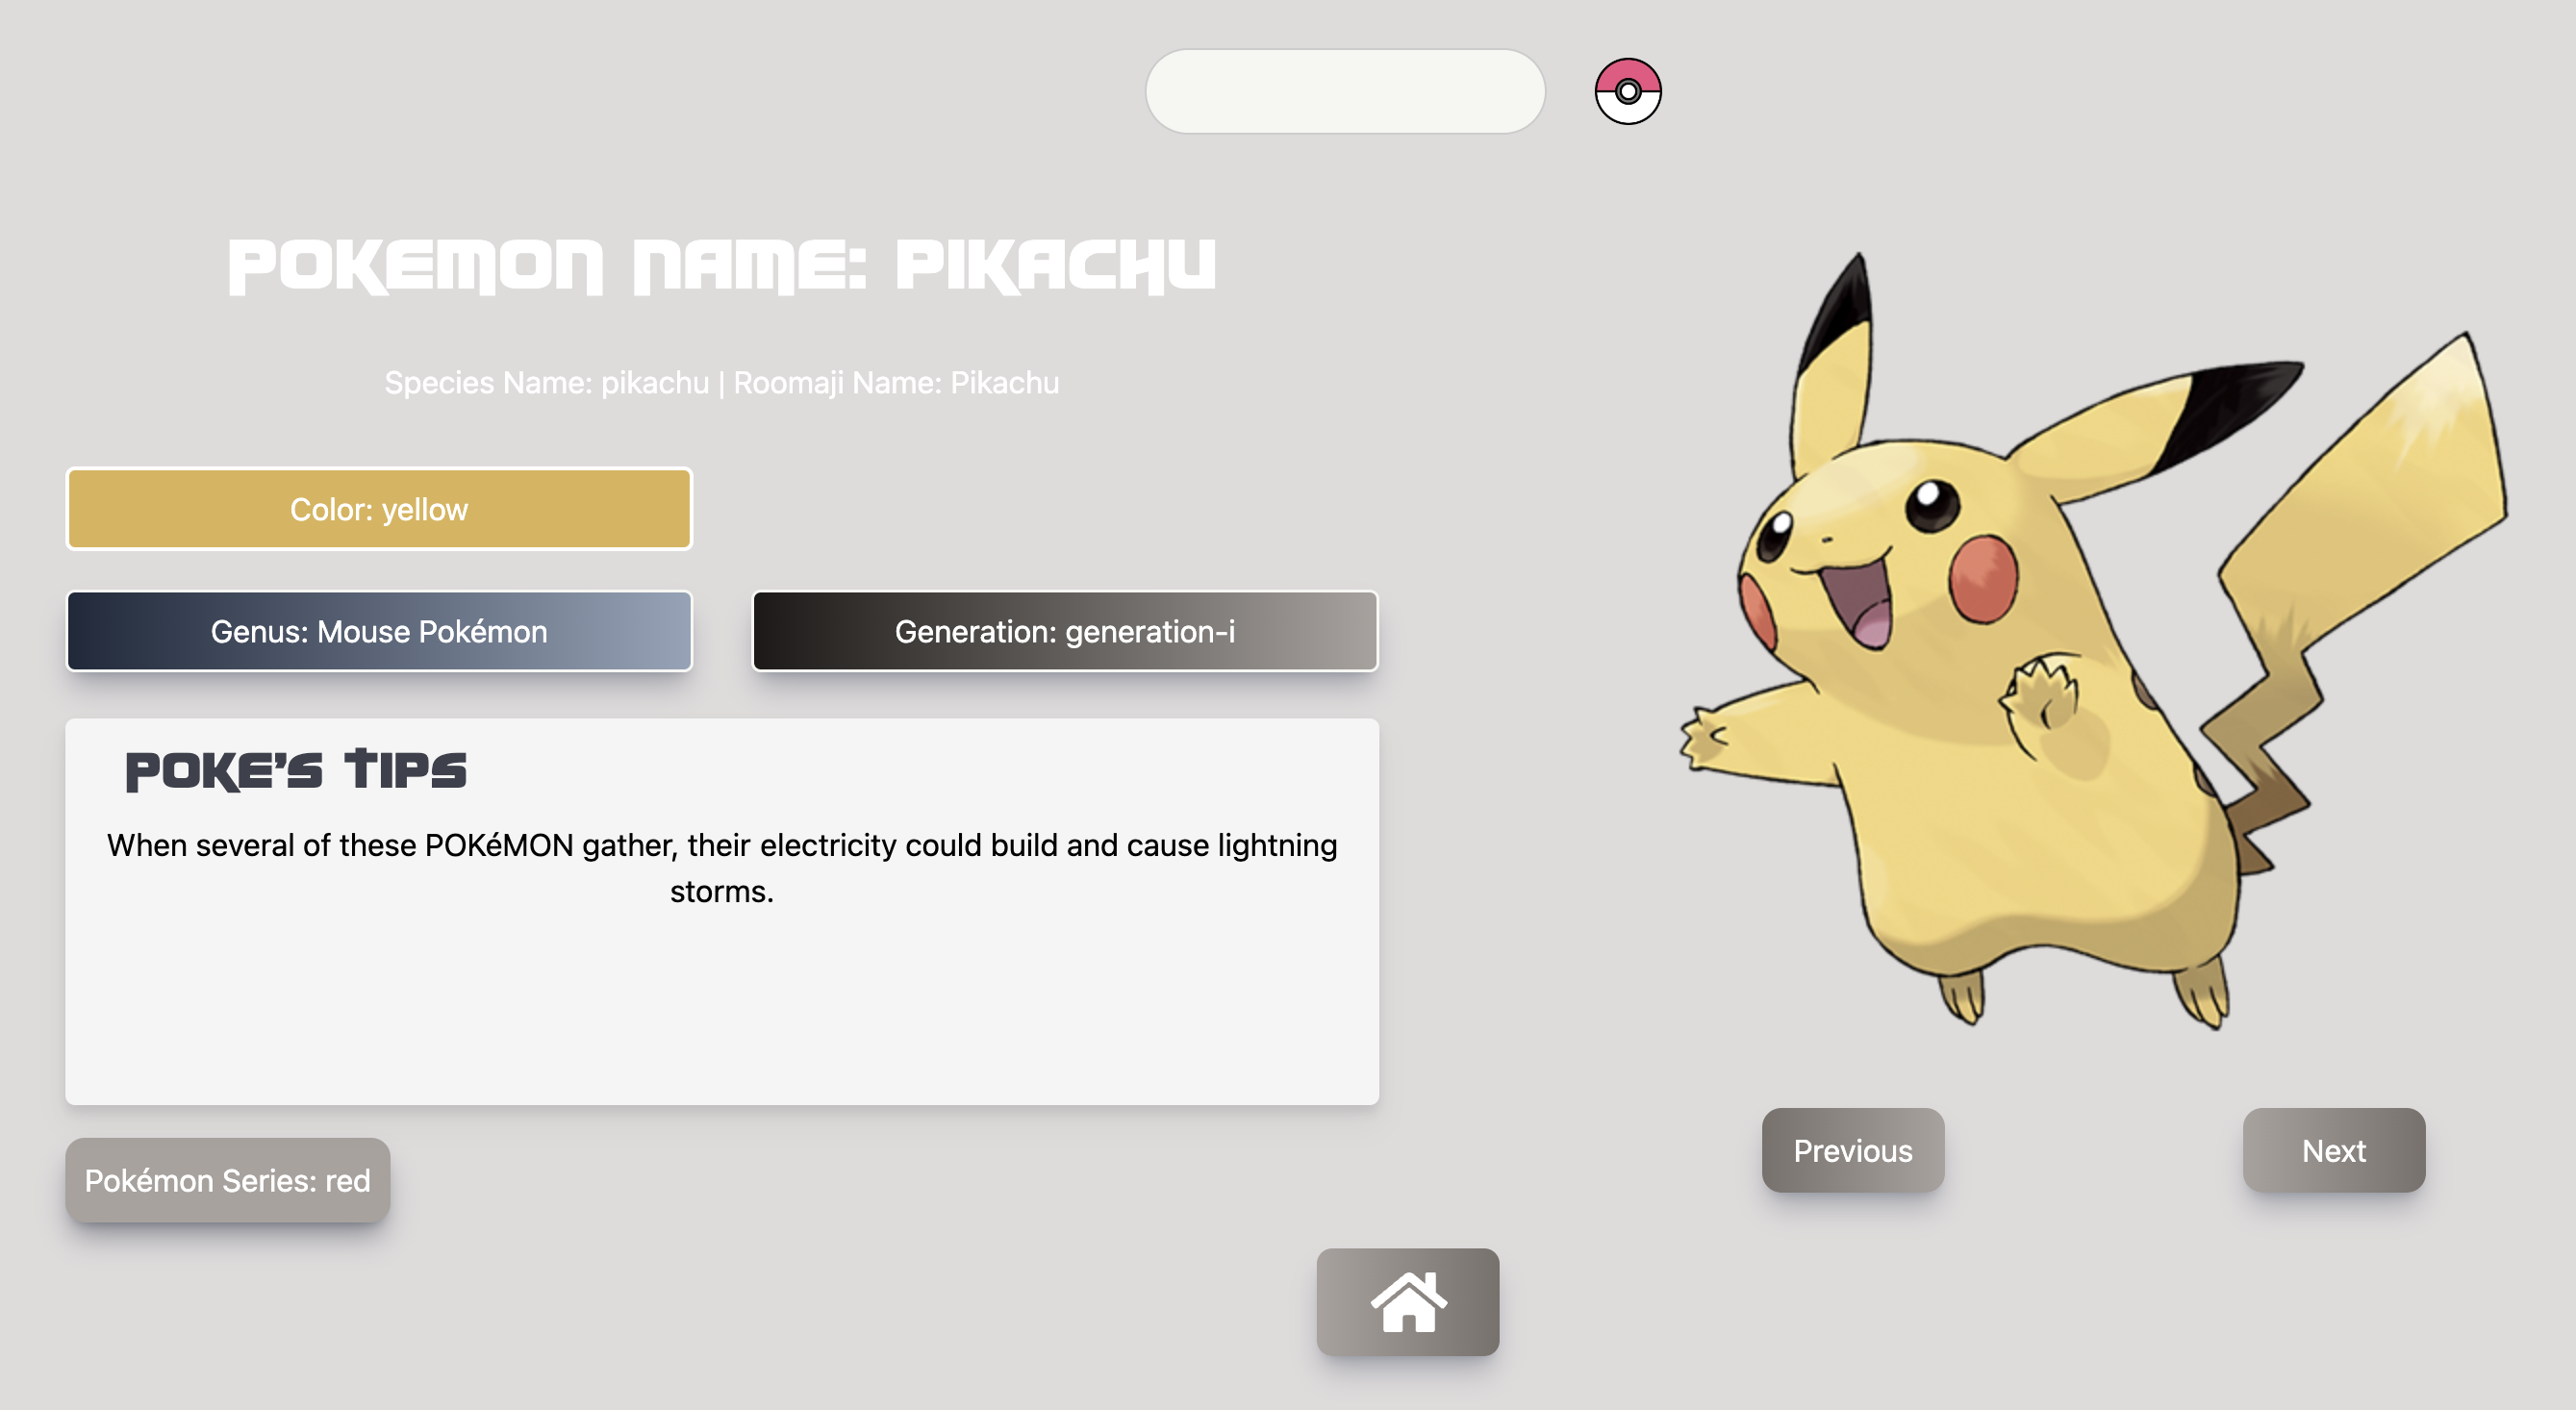 POKEMON NAME: PIKACHU
Species Name: pikachu | Roomaji Name: Pikachu
Color: yellow
Genus: Mouse Pokémon
Generation: generation-i
POKE'S TIPS
When several of these POKéMON gather, their electricity could build and cause lightning
storms.
Pokémon Series: red
Previous
Next